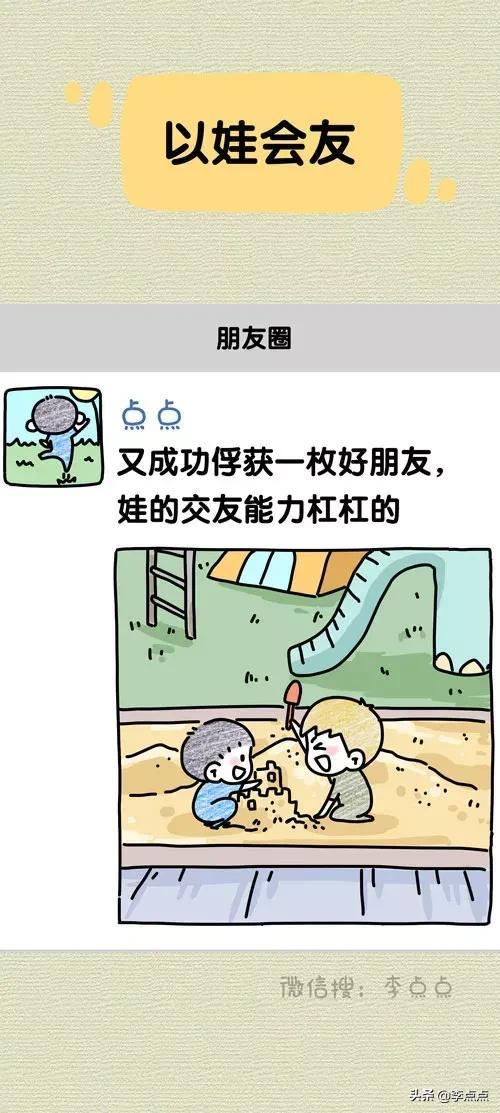 以娃会友
朋友圈
点点
又成功俘获一枚好朋友，
娃的交友能力杠杠的
微信搜：李点点
头条@李点点